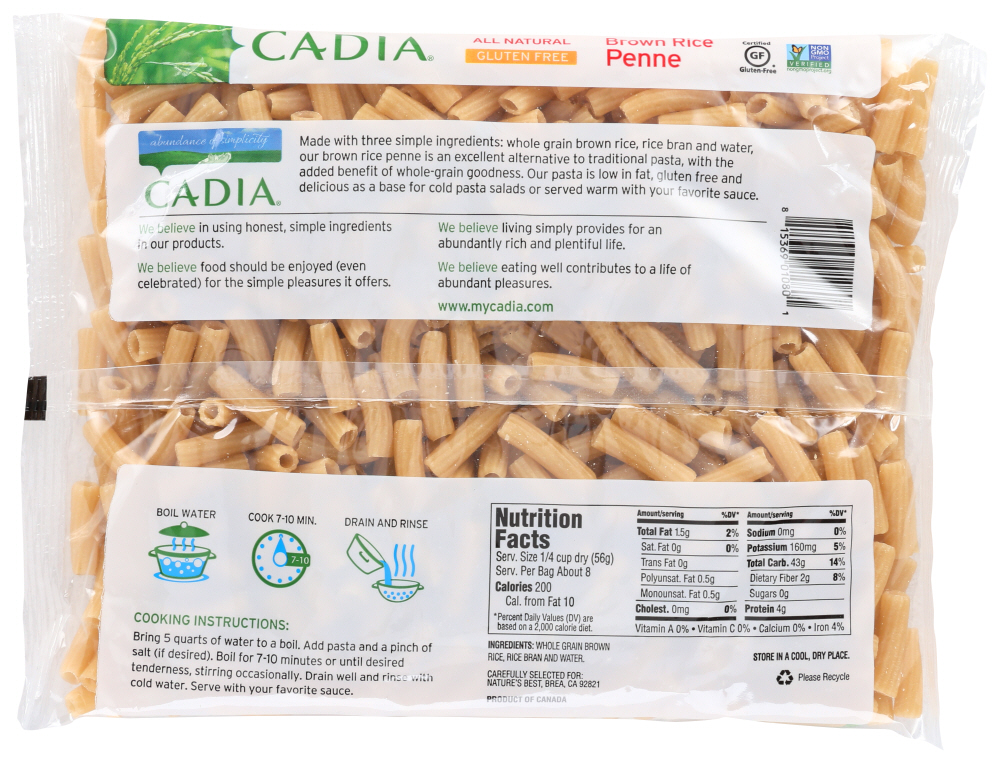 CADIA®
ALL NATURAL
GLUTEN FREE
Brown Rice
Penne
Certified
GF
Gluten-Free
NON
GMO
Project
VERIFIED
nongmoproject.org
abundance of simplicity
CADIA®
Made with three simple ingredients: whole grain brown rice, rice bran and water,
our brown rice penne is an excellent alternative to traditional pasta, with the
added benefit of whole-grain goodness. Our pasta is low in fat, gluten free and
delicious as a base for cold pasta salads or served warm with your favorite sauce.
We believe in using honest, simple ingredients
in our products.
We believe food should be enjoyed (even
celebrated) for the simple pleasures it offers.
We believe living simply provides for an
abundantly rich and plentiful life.
We believe eating well contributes to a life of
abundant pleasures.
www.mycadia.com
8 15369 01080 1
BOIL WATER
COOK 7-10 MIN.
7-10
DRAIN AND RINSE
COOKING INSTRUCTIONS:
Bring 5 quarts of water to a boil. Add pasta and a pinch of
salt (if desired). Boil for 7-10 minutes or until desired
tenderness, stirring occasionally. Drain well and rinse with
cold water. Serve with your favorite sauce.
Nutrition
Facts
Serv. Size 1/4 cup dry (56g)
Serv. Per Bag About 8
Calories 200
Cal. from Fat 10
*Percent Daily Values (DV) are
based on a 2,000 calorie diet.
Amount/serving %DV*
Total Fat 1.5g 2%
Sat. Fat 0g 0%
Trans Fat 0g
Polyunsat. Fat 0.5g
Monounsat. Fat 0.5g
Cholest. 0mg 0%
Amount/serving %DV*
Sodium 0mg 0%
Potassium 160mg 5%
Total Carb. 43g 14%
Dietary Fiber 2g 8%
Sugars 0g
Protein 4g
Vitamin A 0% • Vitamin C 0% • Calcium 0% • Iron 4%
INGREDIENTS: WHOLE GRAIN BROWN
RICE, RICE BRAN AND WATER.
CAREFULLY SELECTED FOR:
NATURE'S BEST, BREA, CA 92821
PRODUCT OF CANADA
STORE IN A COOL, DRY PLACE.
Please Recycle